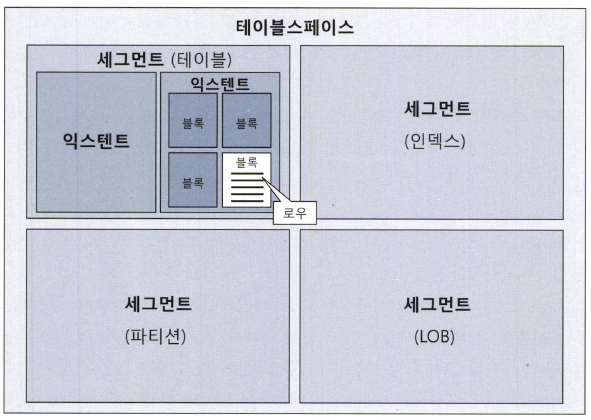 테이블스페이스
세그먼트 (테이블)
익스텐트
익스텐트
블록
블록
블록
블록
로우
세그먼트
(인덱스)
세그먼트
(파티션)
세그먼트
(LOB)